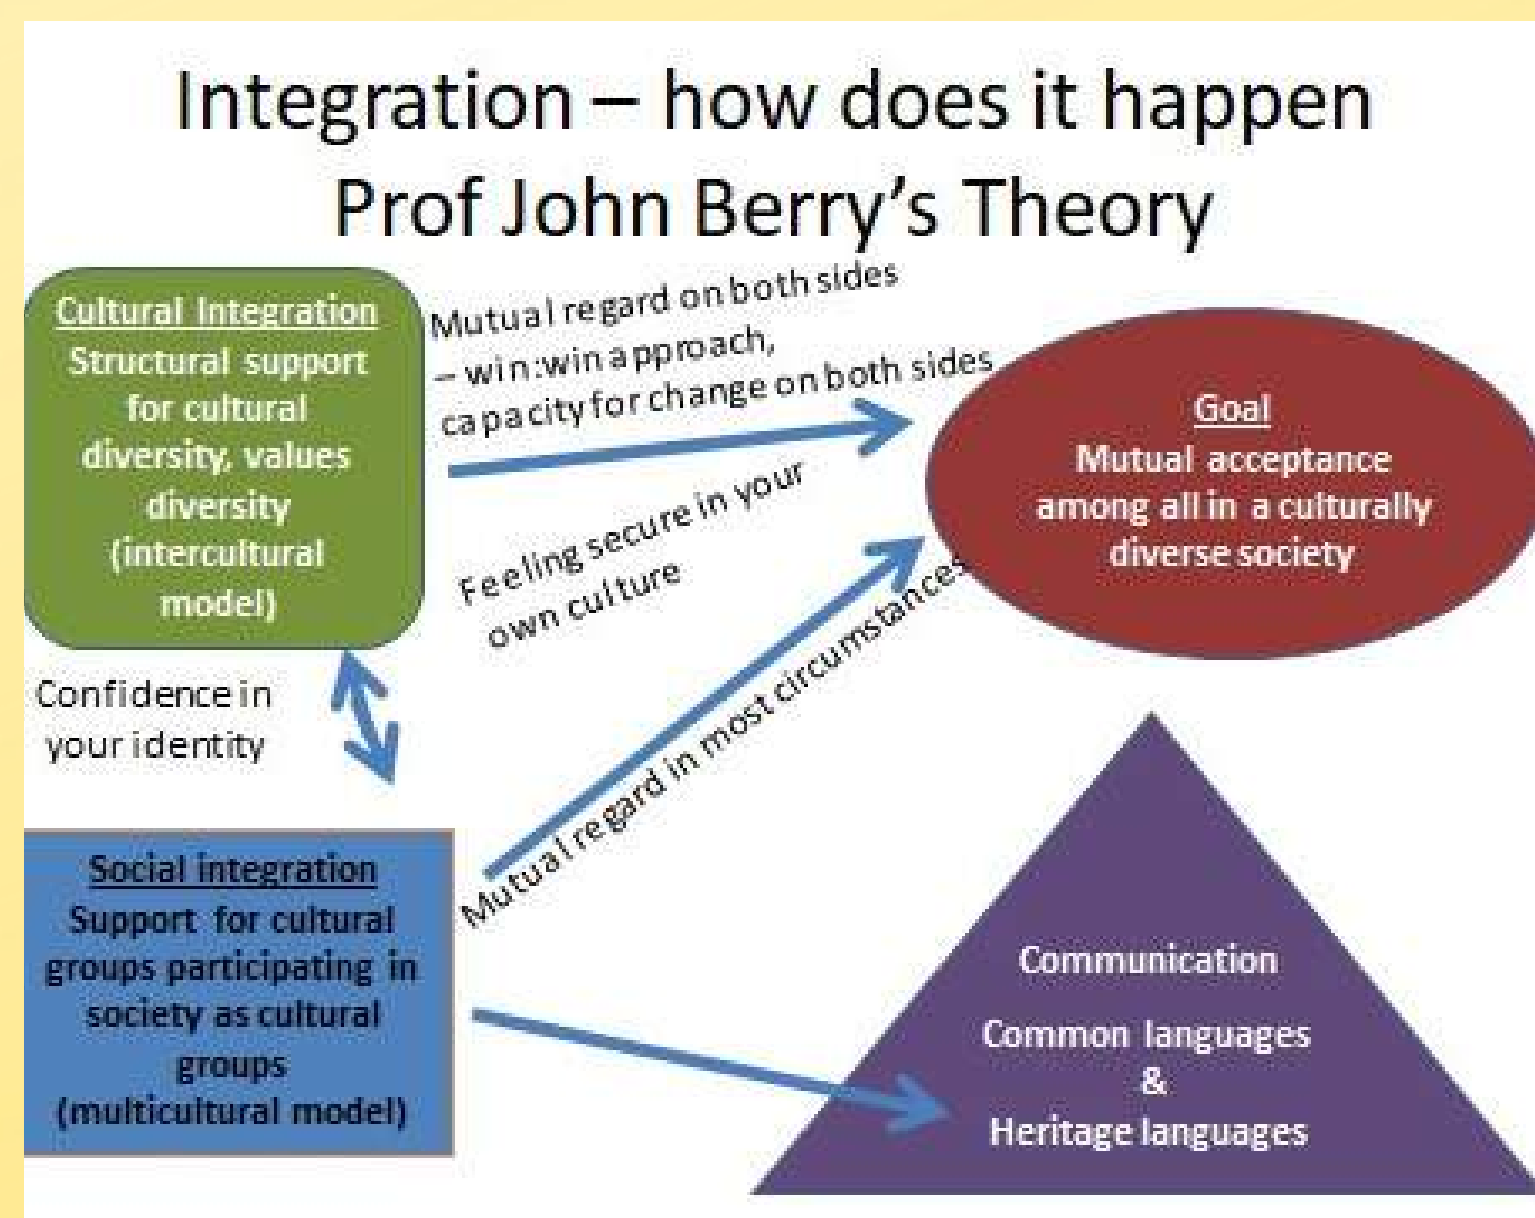 Integration – how does it happen
Prof John Berry's Theory
Cultural Integration
Structural support
for cultural
diversity, values
diversity
(intercultural
model)
Mutual regard on both sides
– win:win approach,
capacity for change on both sides
Goal
Mutual acceptance
among all in a culturally
diverse society
Feeling secure in your
own culture
Confidence in
your identity
Mutual regard in most circumstances
Social integration
Support for cultural
groups participating in
society as cultural
groups
(multicultural model)
Communication
Common languages
&
Heritage languages